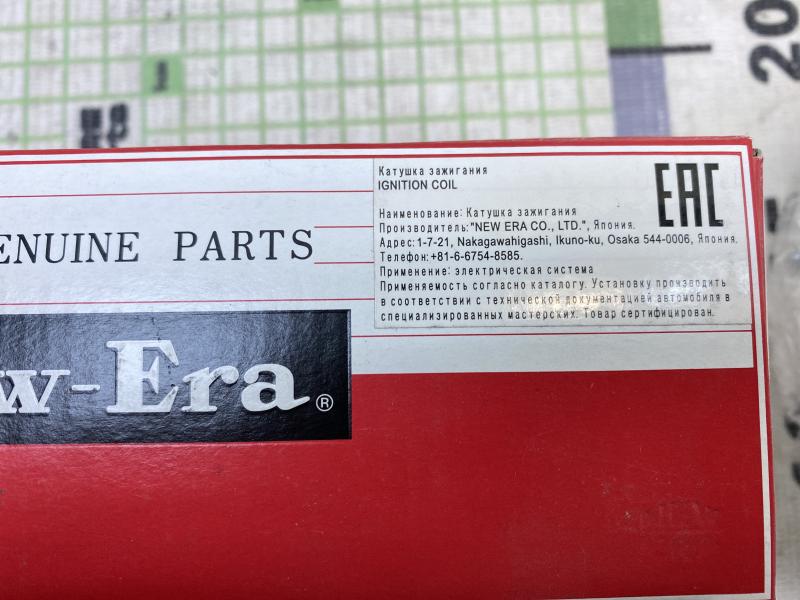 20
Катушка зажигания
IGNITION COIL
EAC
Наименование: Катушка зажигания
Производитель:"NEW ERA CO., LTD.", Япония.
Адрес: 1-7-21, Nakagawahigashi, Ikuno-ku, Osaka 544-0006, Япония.
Телефон: +81-6-6754-8585.
Применение: электрическая система
Применяемость согласно каталогу. Установку производить
в соответствии с технической документацией автомобиля в
специализированных мастерских. Товар сертифицирован.
ENUINE PARTS
w-Era®